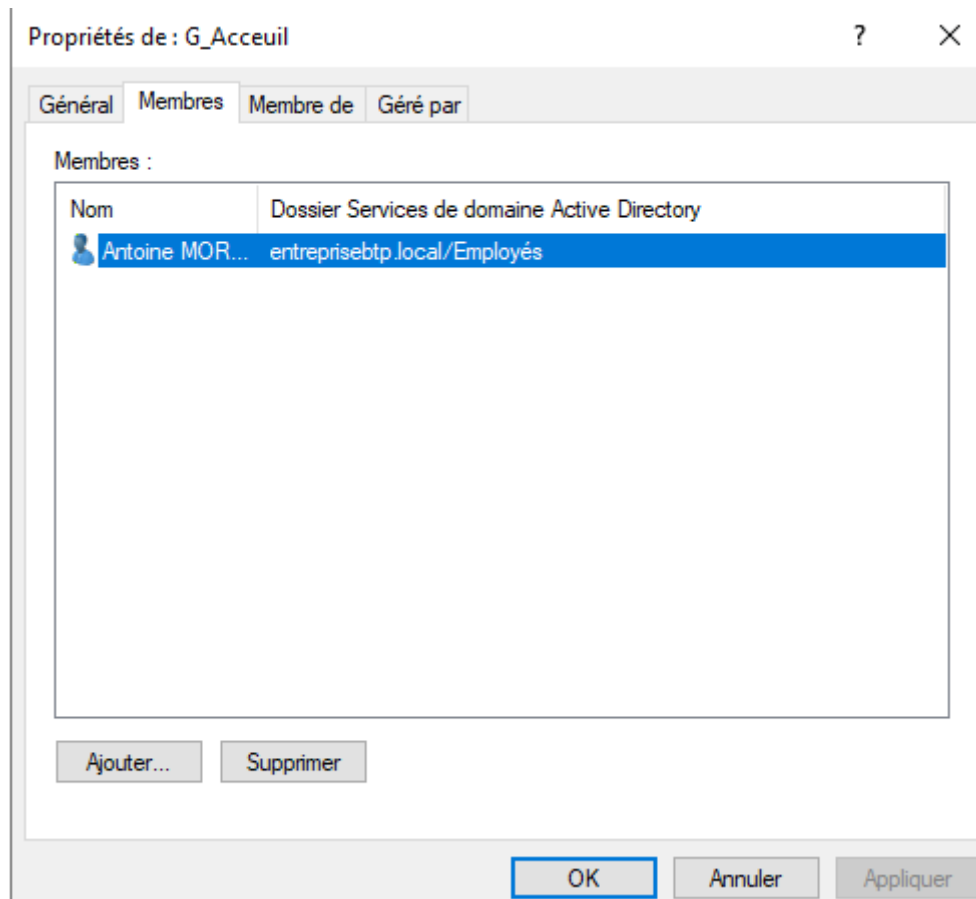 Propriétés de : G_Acceuil ? ×
Général Membres Membre de Géré par
Membres :
Nom Dossier Services de domaine Active Directory
Antoine MOR... entreprisebtp.local/Employés
Ajouter... Supprimer
OK Annuler Appliquer